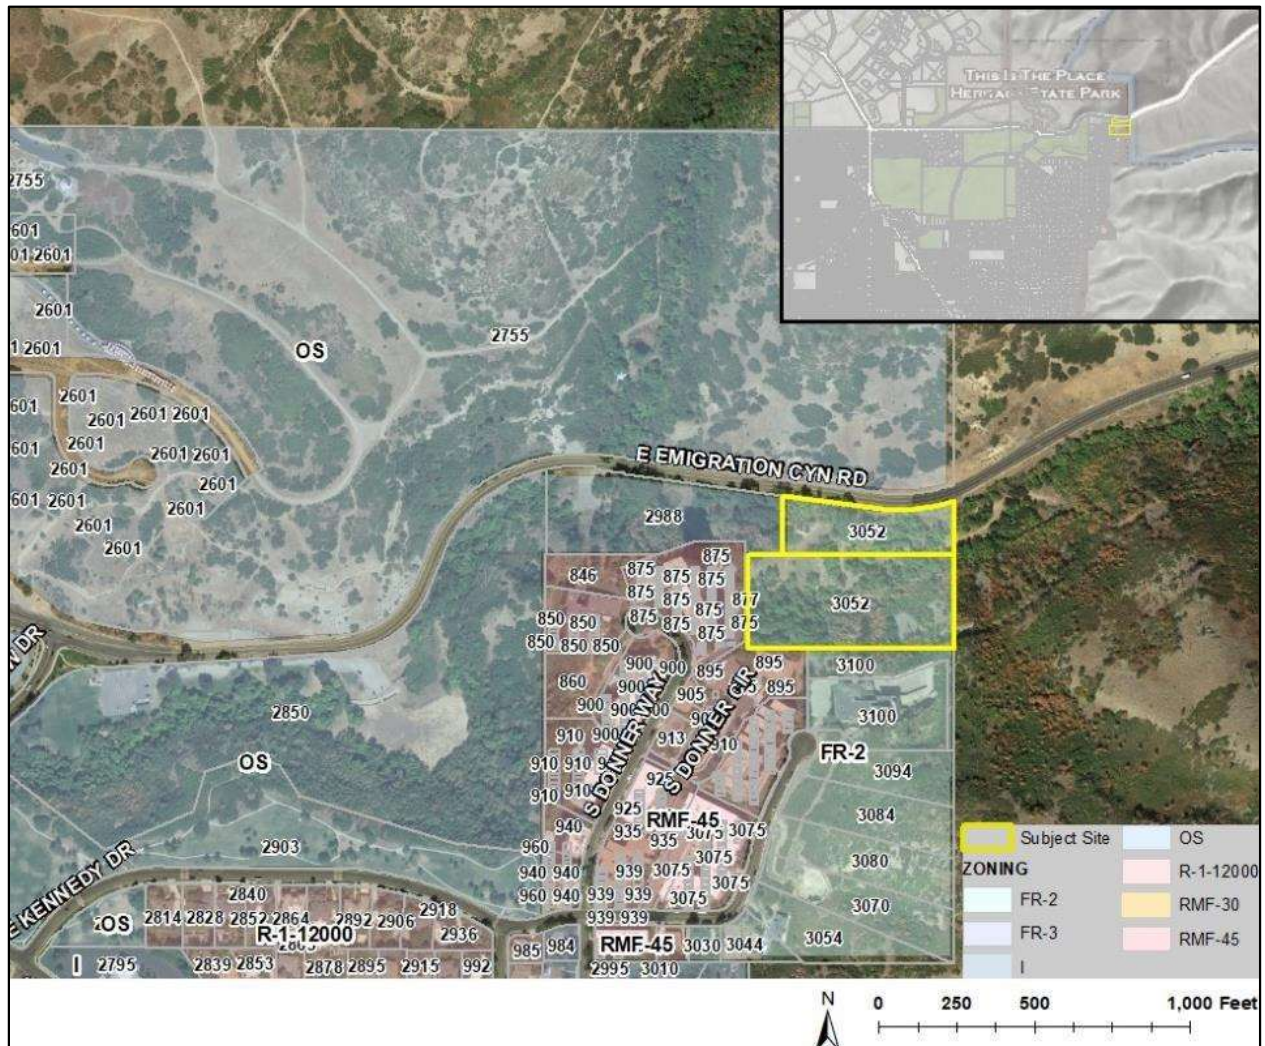 THIS IS THE PLACE
HERITAGE STATE PARK
2755
2601
2601
2601
2601
2755
OS
2601
2601 2601 2601
2601
2601 2601
2601
2601
2601
2601
2601
2601
E EMIGRATION CYN RD
2988
3052
3052
875
875 875 875
846
875 875 877
875 875 875
875 875
850 850
850 850 850
900 900 895 895
860
900 905 895
900
900
910 900
913 910
910 910
910 910
3100
3100
FR-2
3094
3084
3080
3070
3054
S DONNER WAY
S DONNER CIR
925
925
RMF-45
935 935 3075 3075
940
960
940 940
960 940
939 3075 3075
939 939 3075
3075
939 939
2850
OS
2903
E KENNEDY DR
OS
2840
2814 2828 2852 2864 2892 2906 2918
R-1-12000
2936
I
2795
2839 2853 2878 2895 2915 992
985 984
RMF-45
3030 3044
2995 3010
Subject Site
ZONING
FR-2
FR-3
I
OS
R-1-12000
RMF-30
RMF-45
N
0 250 500 1,000 Feet